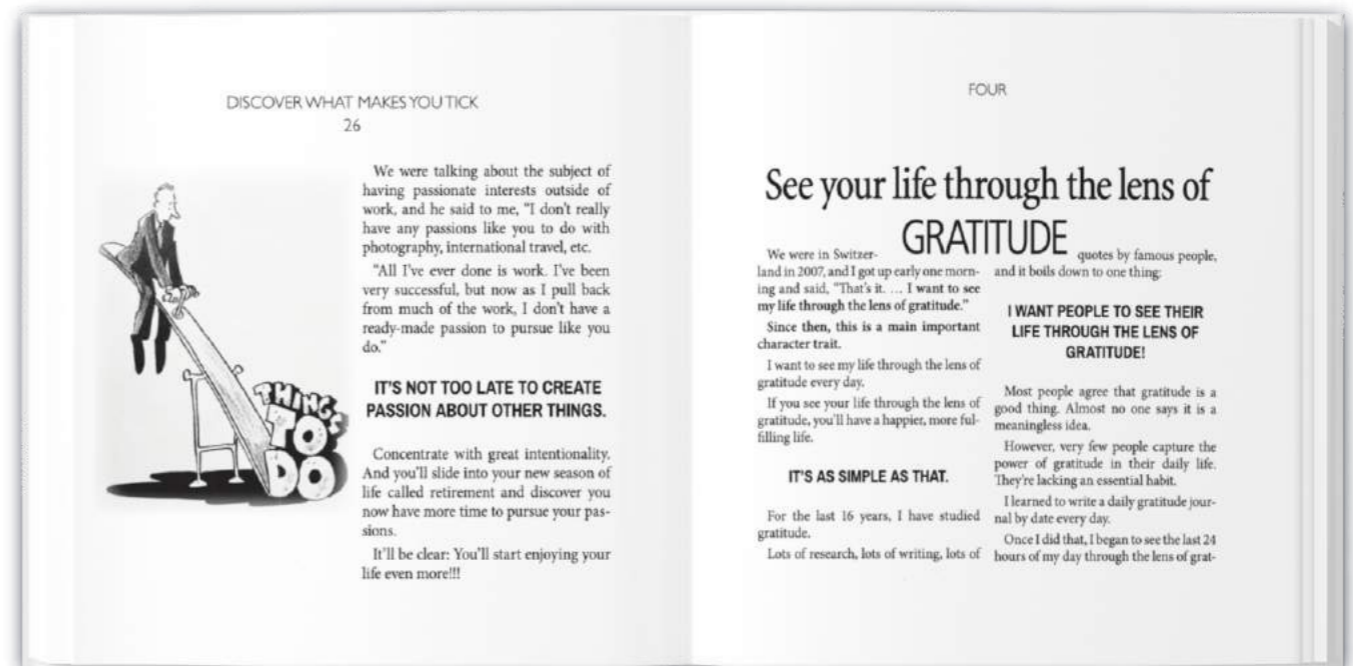 DISCOVER WHAT MAKES YOU TICK
26
We were talking about the subject of
having passionate interests outside of
work, and he said to me, “I don’t really
have any passions like you to do with
photography, international travel, etc.
“All I’ve ever done is work. I’ve been
very successful, but now as I pull back
from much of the work, I don’t have a
ready-made passion to pursue like you
do.”
IT’S NOT TOO LATE TO CREATE
PASSION ABOUT OTHER THINGS.
Concentrate with great intentionality.
And you’ll slide into your new season of
life called retirement and discover you
now have more time to pursue your pas-
sions.
It’ll be clear: You’ll start enjoying your
life even more!!!
THINGS
TO
DO
FOUR
See your life through the lens of
GRATITUDE
We were in Switzer-
land in 2007, and I got up early one morn-
ing and said, “That’s it. … I want to see
my life through the lens of gratitude.”
Since then, this is a main important
character trait.
I want to see my life through the lens of
gratitude every day.
If you see your life through the lens of
gratitude, you’ll have a happier, more ful-
filling life.
IT’S AS SIMPLE AS THAT.
For the last 16 years, I have studied
gratitude.
Lots of research, lots of writing, lots of
quotes by famous people,
and it boils down to one thing:
I WANT PEOPLE TO SEE THEIR
LIFE THROUGH THE LENS OF
GRATITUDE!
Most people agree that gratitude is a
good thing. Almost no one says it is a
meaningless idea.
However, very few people capture the
power of gratitude in their daily life.
They’re lacking an essential habit.
I learned to write a daily gratitude jour-
nal by date every day.
Once I did that, I began to see the last 24
hours of my day through the lens of grat-